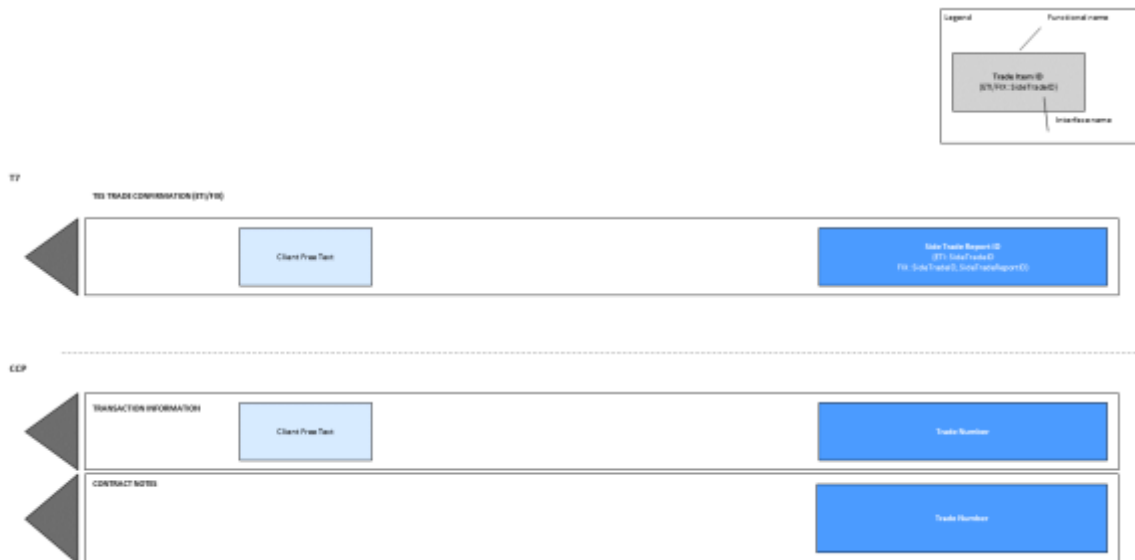 Legend
Functional name
Trade Item ID
(ETI/FIX: SideTradeID)
Interface name
T7
TES TRADE CONFIRMATION (ETI/FIX)
Client Free Text
Side Trade Report ID
(ETI: SideTradeID
FIX: SideTradeID, SideTradeReportID)
CCP
TRANSACTION INFORMATION
Client Free Text
Trade Number
CONTRACT NOTES
Trade Number